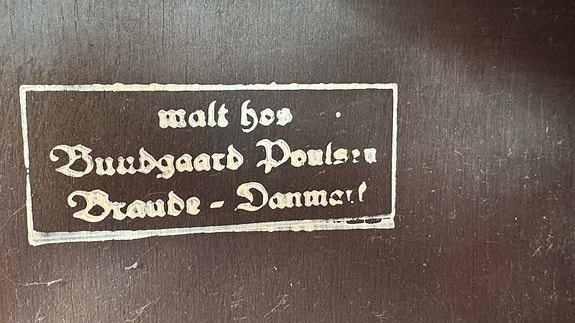 malt hos
Bundgaard Poulsen
Brande - Danmark